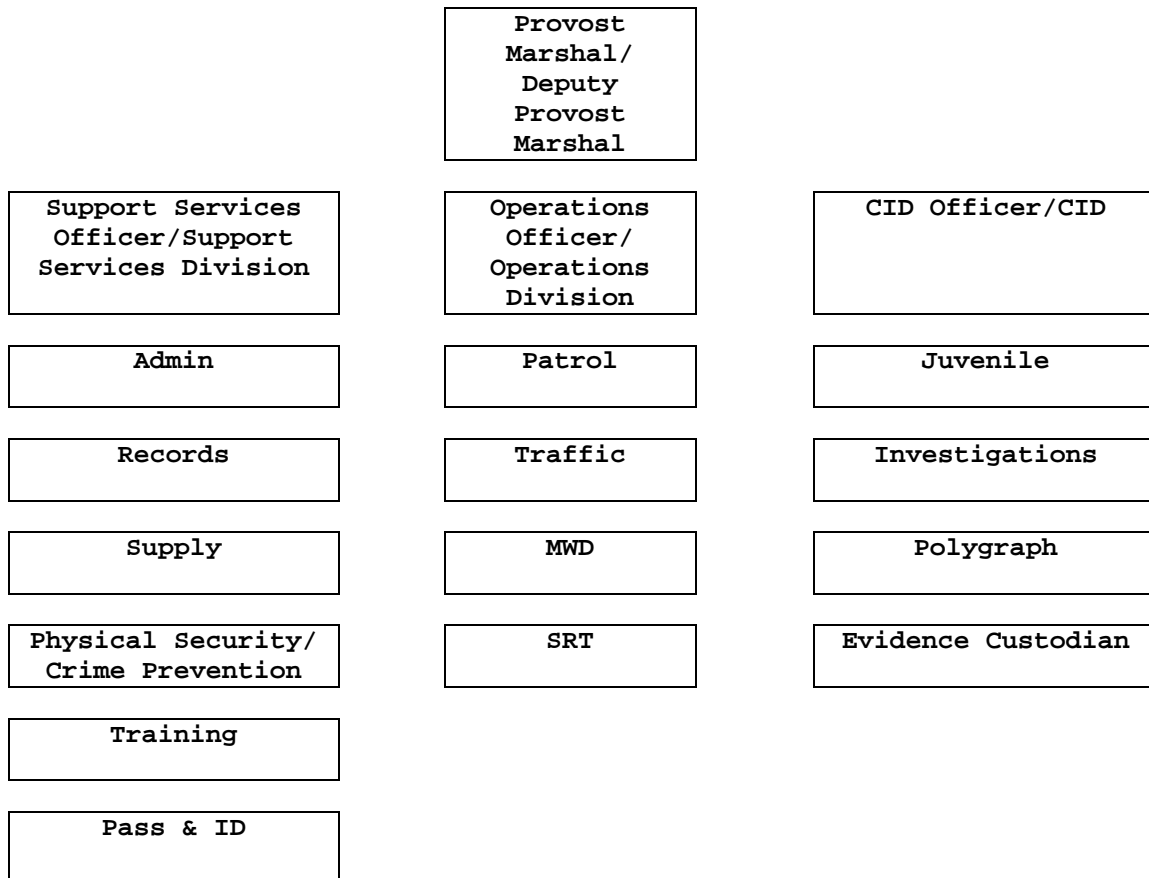 Provost
Marshal/
Deputy
Provost
Marshal
Support Services
Officer/Support
Services Division
Operations
Officer/
Operations
Division
CID Officer/CID
Admin
Patrol
Juvenile
Records
Traffic
Investigations
Supply
MWD
Polygraph
Physical Security/
Crime Prevention
SRT
Evidence Custodian
Training
Pass & ID